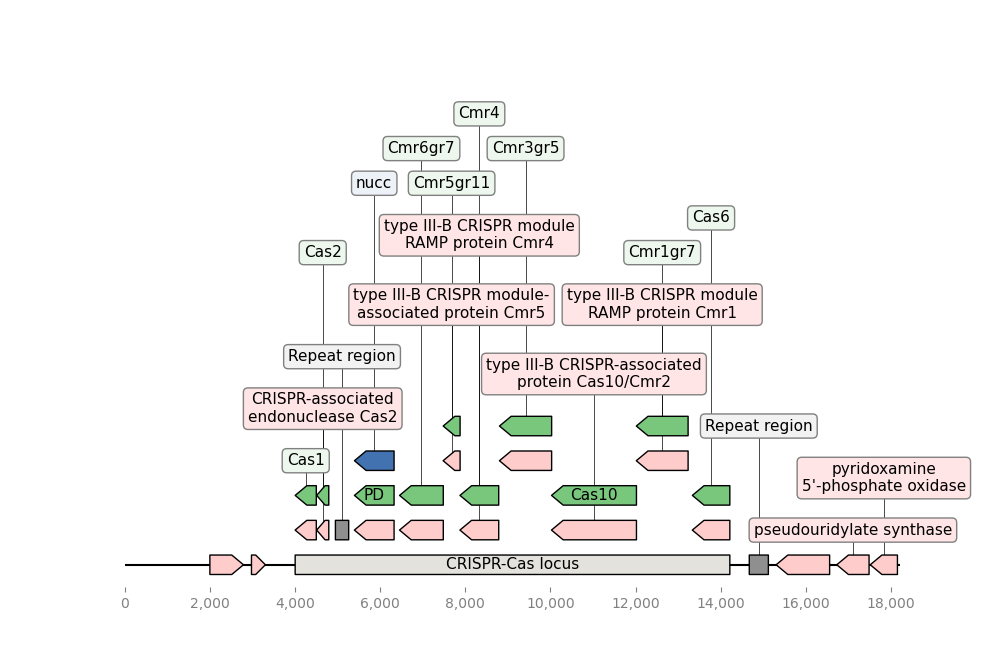 Cmr4
Cmr6gr7
Cmr3gr5
nucc
Cmr5gr11
Cas6
type III-B CRISPR module
RAMP protein Cmr4
Cas2
Cmr1gr7
type III-B CRISPR module-
associated protein Cmr5
type III-B CRISPR module
RAMP protein Cmr1
Repeat region
type III-B CRISPR-associated
protein Cas10/Cmr2
CRISPR-associated
endonuclease Cas2
Repeat region
Cas1
pyridoxamine
5'-phosphate oxidase
PD
Cas10
pseudouridylate synthase
CRISPR-Cas locus
0 2,000 4,000 6,000 8,000 10,000 12,000 14,000 16,000 18,000